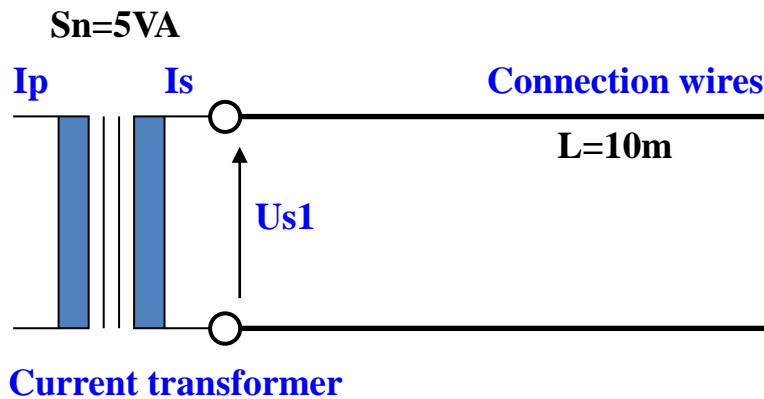 Sn=5VA
Ip
Is
Connection wires
L=10m
Us1
Current transformer